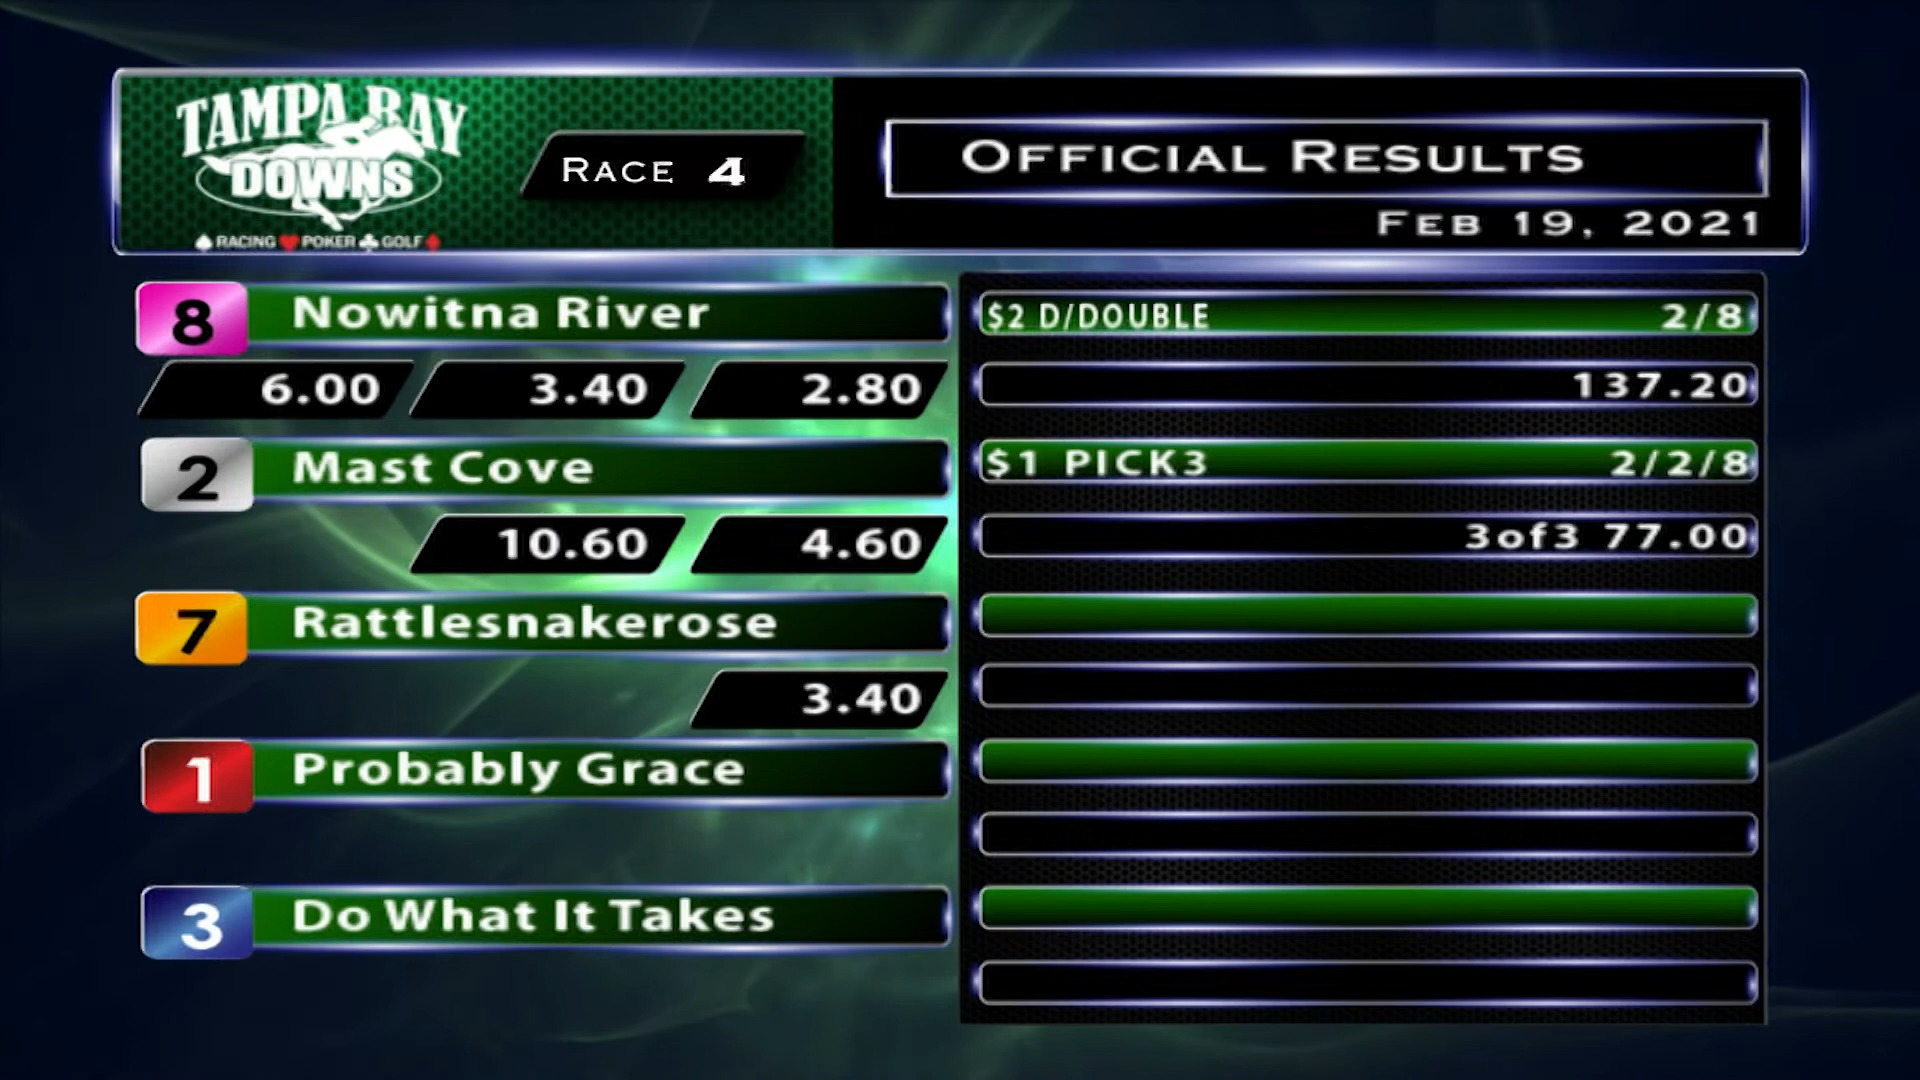 TAMPA BAY
DOWNS
RACING POKER GOLF
RACE 4
OFFICIAL RESULTS
FEB 19, 2021
8 Nowitna River
6.00 3.40 2.80
2 Mast Cove
10.60 4.60
7 Rattlesnakerose
3.40
1 Probably Grace
3 Do What It Takes
$2 D/DOUBLE 2/8
137.20
$1 PICK3 2/2/8
3of3 77.00